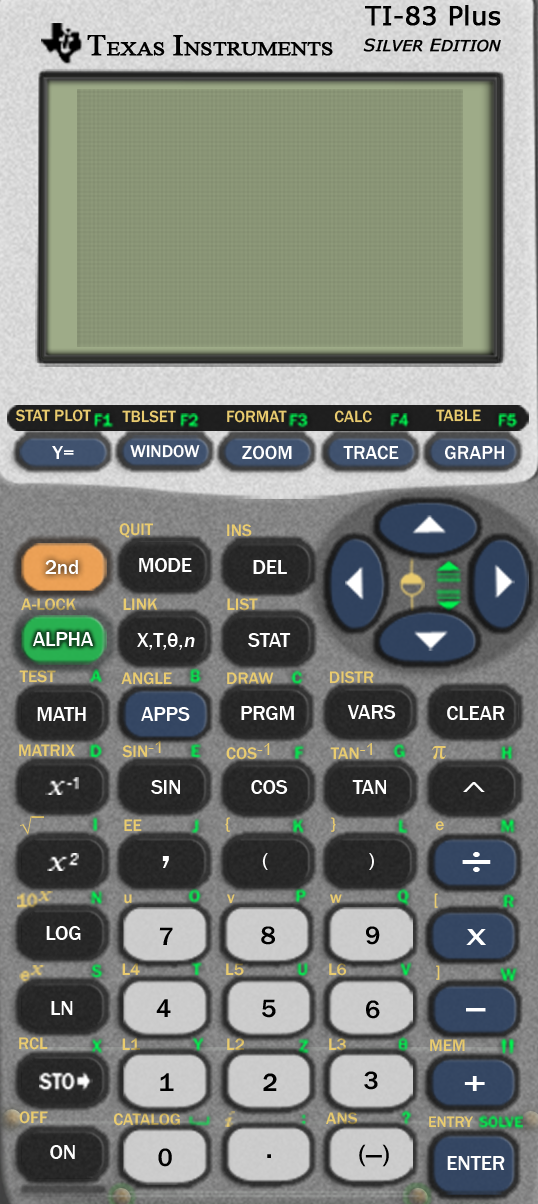 TI-83 Plus
TEXAS INSTRUMENTS SILVER EDITION
STAT PLOT F1 TBLSET F2 FORMAT F3 CALC F4 TABLE F5
Y= WINDOW ZOOM TRACE GRAPH
QUIT INS
2nd MODE DEL
A-LOCK LINK LIST
ALPHA X,T,θ,n STAT
TEST A ANGLE B DRAW C DISTR
MATH APPS PRGM VARS CLEAR
MATRIX D SIN⁻¹ E COS⁻¹ F TAN⁻¹ G π H
x⁻¹ SIN COS TAN ^
√ I EE J { K } L e M
x² , ( ) ÷
10ˣ N u O v P w Q [ R
LOG 7 8 9 x
eˣ S L4 T L5 U L6 V ] W
LN 4 5 6 −
RCL X L1 Y L2 Z L3 θ MEM "
STO➡ 1 2 3 +
OFF CATALOG i : ANS ? ENTRY SOLVE
ON 0 . (−) ENTER